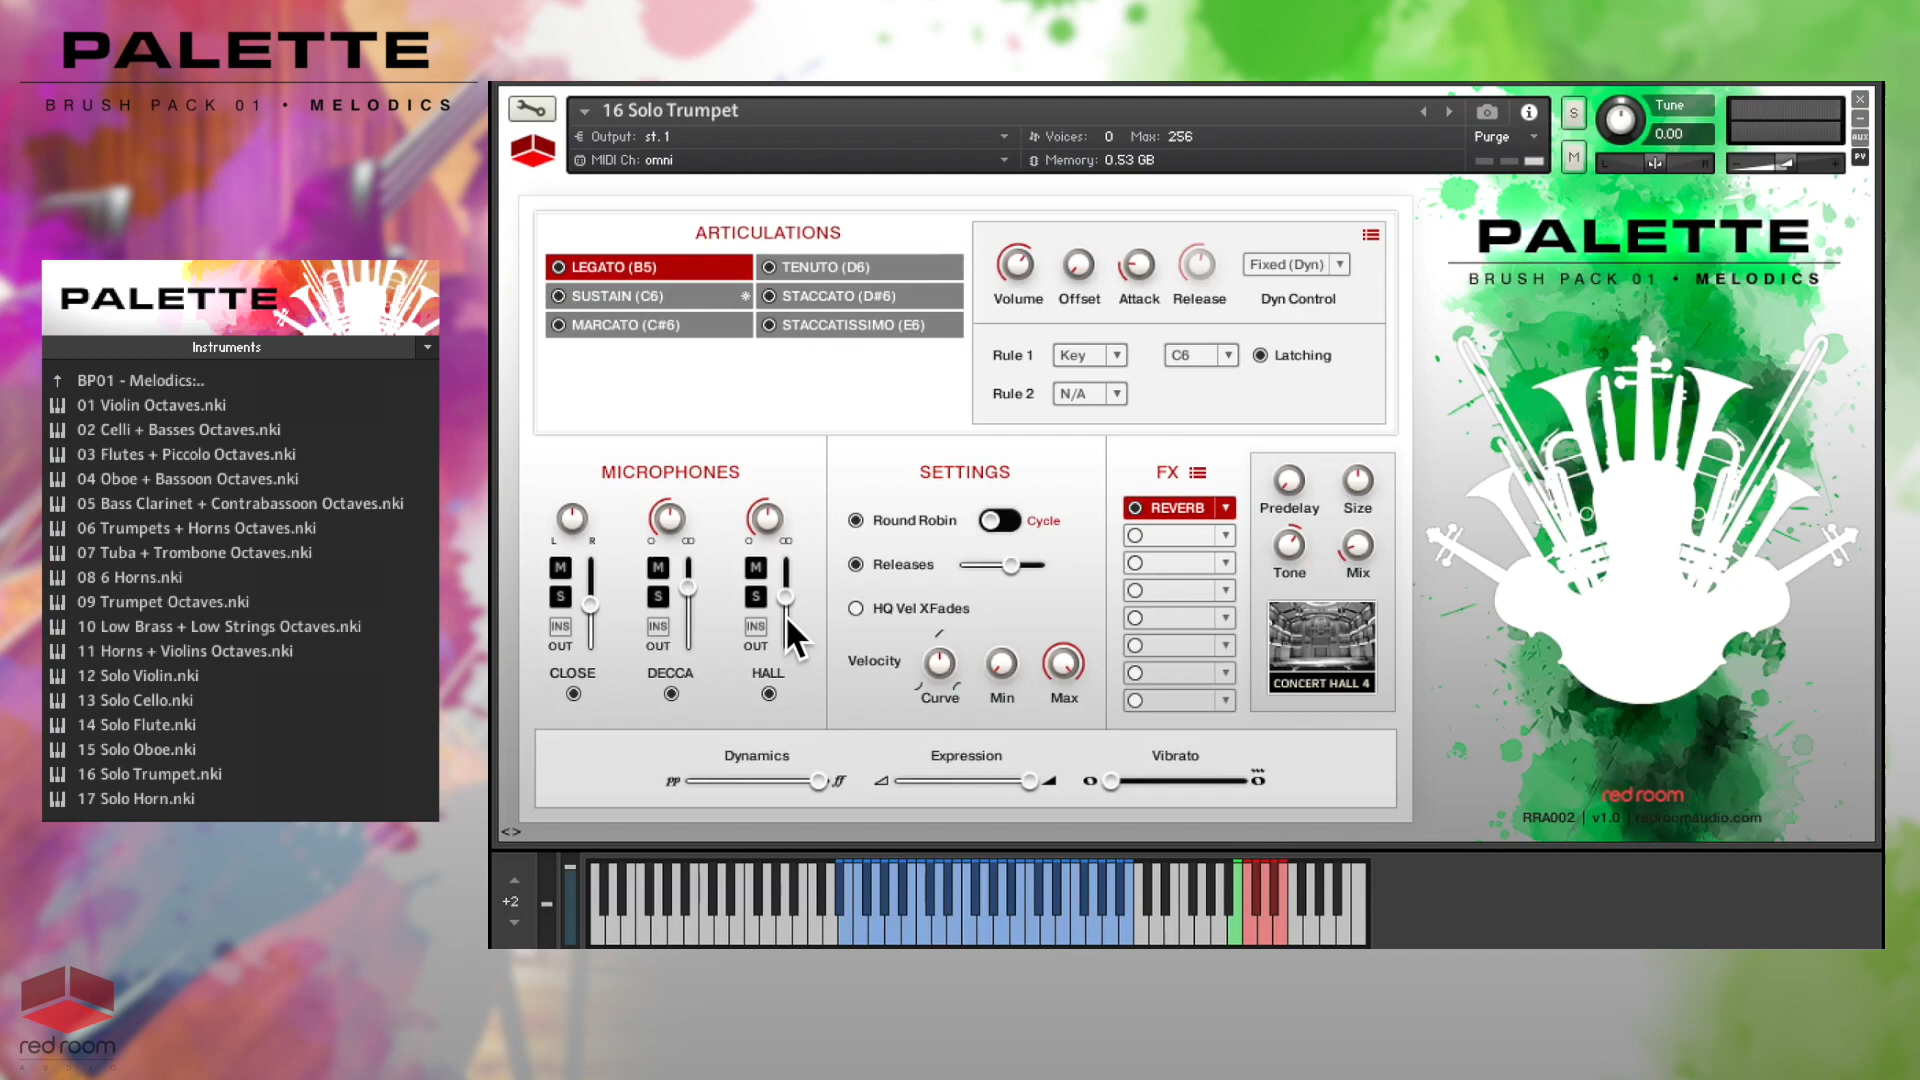 PALETTE
BRUSH PACK 01 • MELODICS
PALETTE
Instruments
BP01 - Melodics:..
01 Violin Octaves.nki
02 Celli + Basses Octaves.nki
03 Flutes + Piccolo Octaves.nki
04 Oboe + Bassoon Octaves.nki
05 Bass Clarinet + Contrabassoon Octaves.nki
06 Trumpets + Horns Octaves.nki
07 Tuba + Trombone Octaves.nki
08 6 Horns.nki
09 Trumpet Octaves.nki
10 Low Brass + Low Strings Octaves.nki
11 Horns + Violins Octaves.nki
12 Solo Violin.nki
13 Solo Cello.nki
14 Solo Flute.nki
15 Solo Oboe.nki
16 Solo Trumpet.nki
17 Solo Horn.nki
red room
AUDIO
16 Solo Trumpet
Output: st.1
Voices: 0 Max: 256
Purge
MIDI Ch: omni
Memory: 0.53 GB
S
M
Tune
0.00
L R
- +
AUX
PV
ARTICULATIONS
LEGATO (B5)
TENUTO (D6)
SUSTAIN (C6)
STACCATO (D#6)
MARCATO (C#6)
STACCATISSIMO (E6)
Volume Offset Attack Release
Fixed (Dyn)
Dyn Control
Rule 1 Key C6 Latching
Rule 2 N/A
MICROPHONES
L R
M M M
S S S
INS INS INS
OUT OUT OUT
CLOSE DECCA HALL
SETTINGS
Round Robin Cycle
Releases
HQ Vel XFades
Velocity
Curve Min Max
FX
REVERB
Predelay Size
Tone Mix
CONCERT HALL 4
Dynamics Expression Vibrato
pp ff
PALETTE
BRUSH PACK 01 • MELODICS
red room
RRA002 | v1.0 | redroomaudio.com
<>
+2